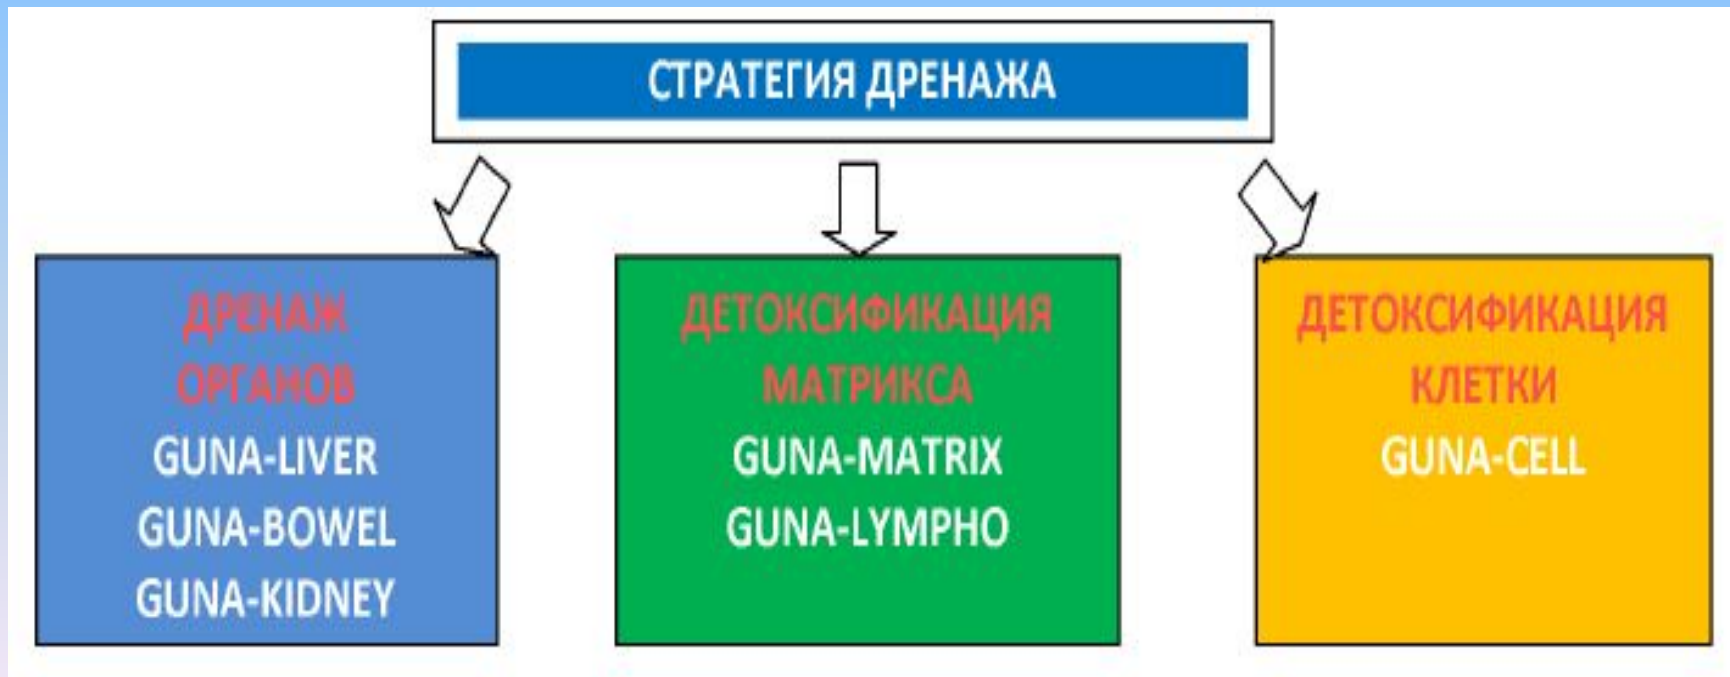 СТРАТЕГИЯ ДРЕНАЖА
ДРЕНАЖ
ОРГАНОВ
GUNA-LIVER
GUNA-BOWEL
GUNA-KIDNEY
ДЕТОКСИФИКАЦИЯ
МАТРИКСА
GUNA-MATRIX
GUNA-LYMPHO
ДЕТОКСИФИКАЦИЯ
КЛЕТКИ
GUNA-CELL